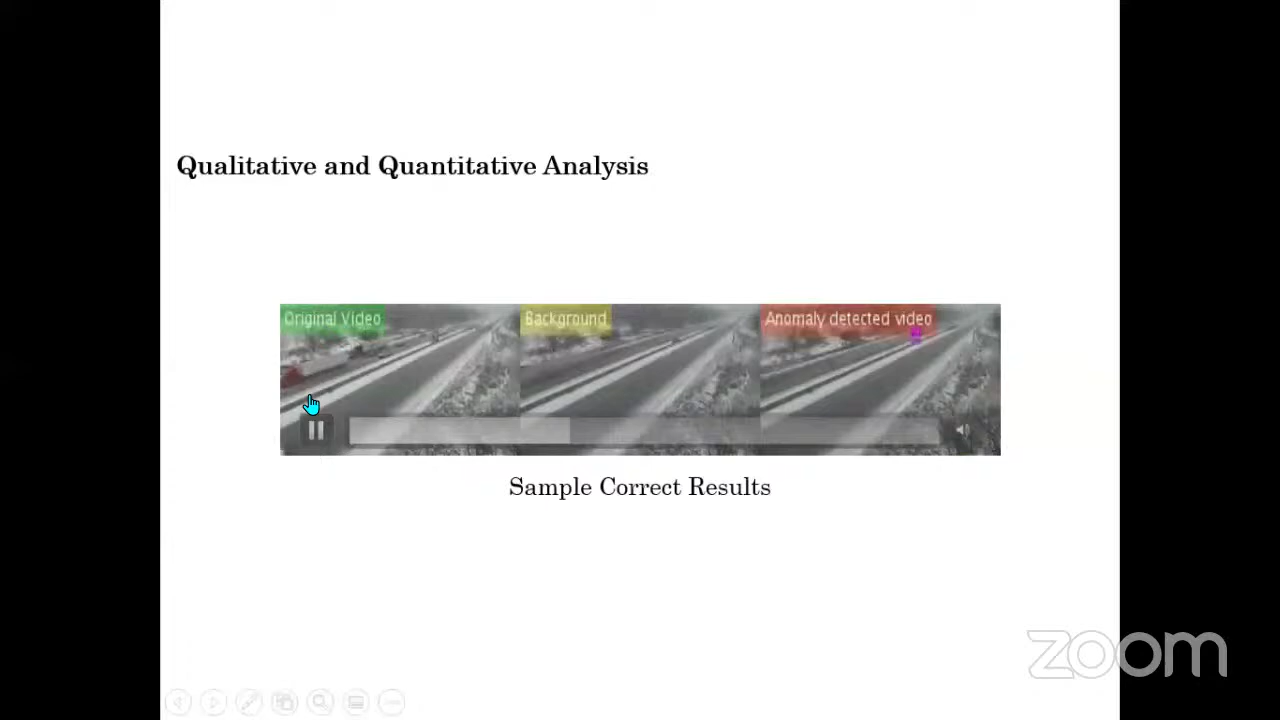 Qualitative and Quantitative Analysis
Original Video
Background
Anomaly detected video
Sample Correct Results
zoom